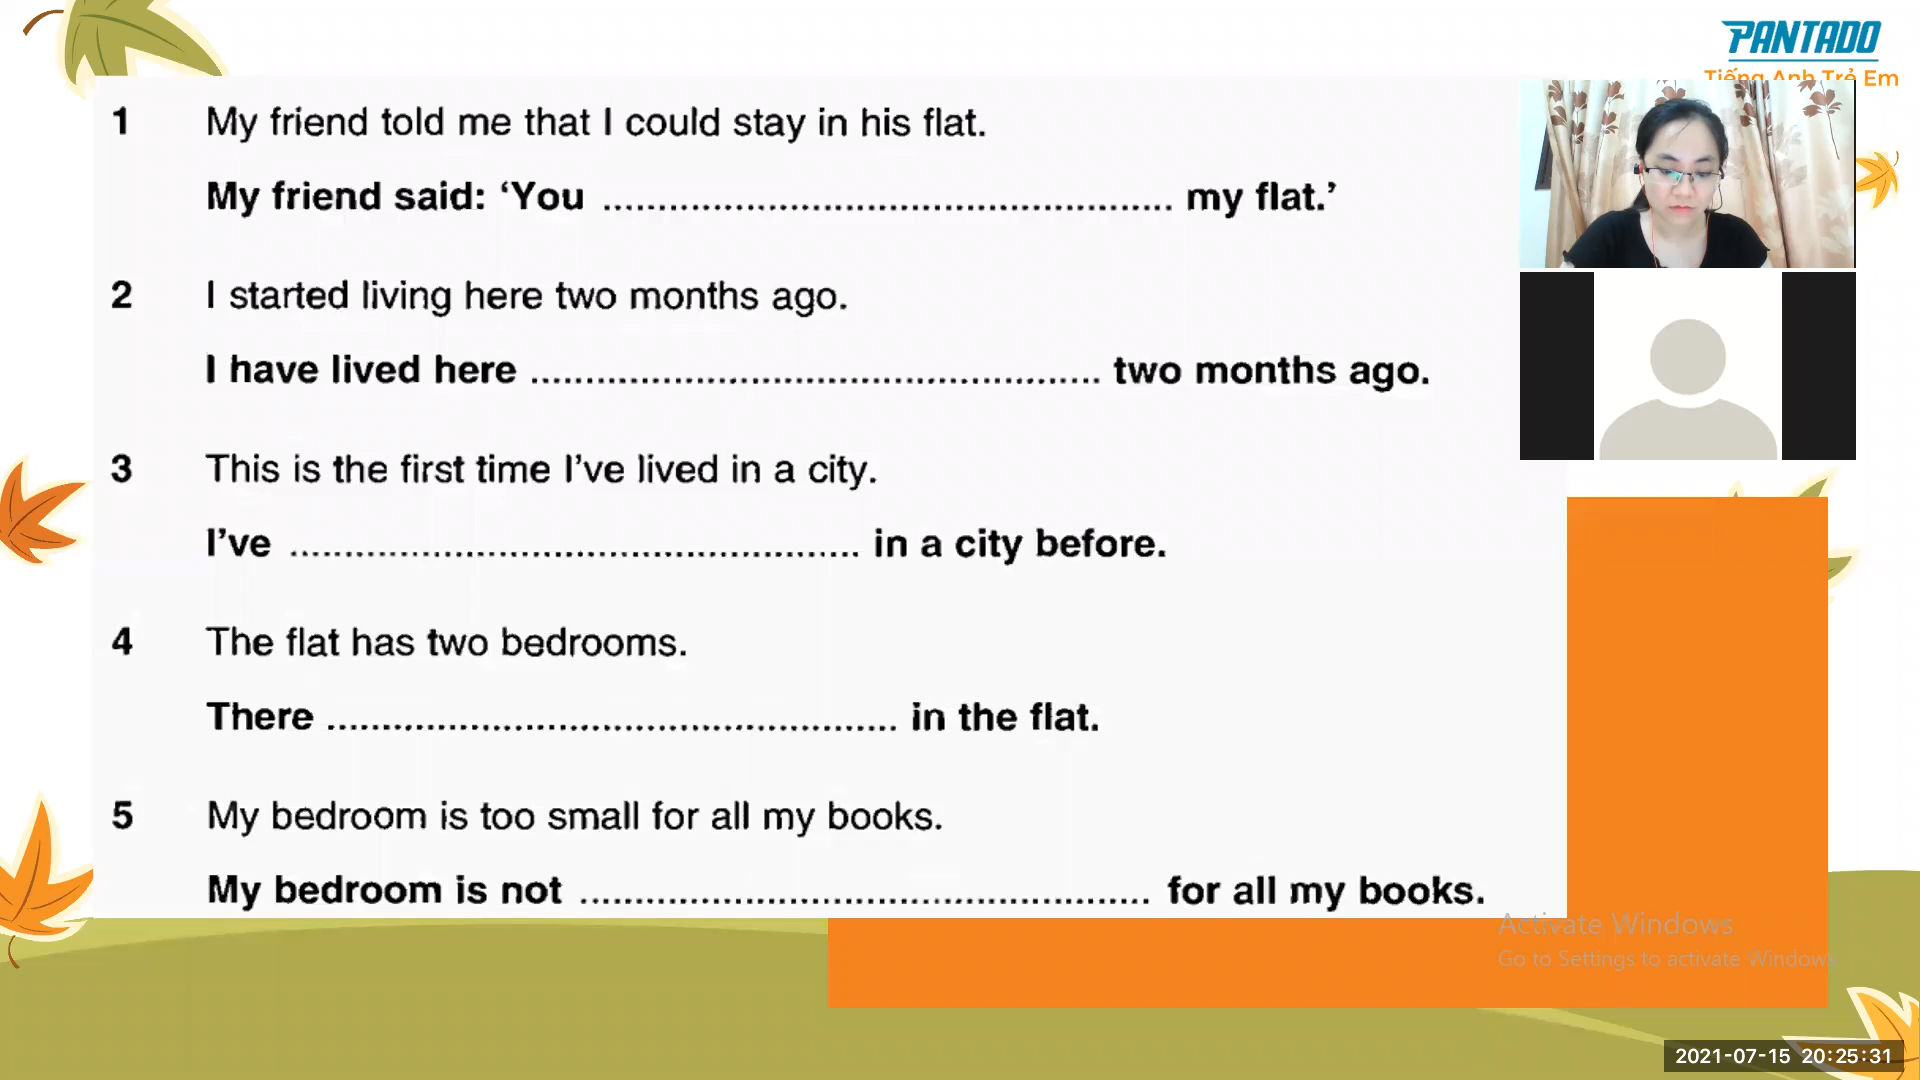 PANTADO
Tiếng Anh Trẻ Em
1 My friend told me that I could stay in his flat.
My friend said: ‘You .................................................... my flat.’
2 I started living here two months ago.
I have lived here .................................................... two months ago.
3 This is the first time I’ve lived in a city.
I’ve .................................................... in a city before.
4 The flat has two bedrooms.
There .................................................... in the flat.
5 My bedroom is too small for all my books.
My bedroom is not .................................................... for all my books.
Activate Windows
Go to Settings to activate Windows
2021-07-15 20:25:31